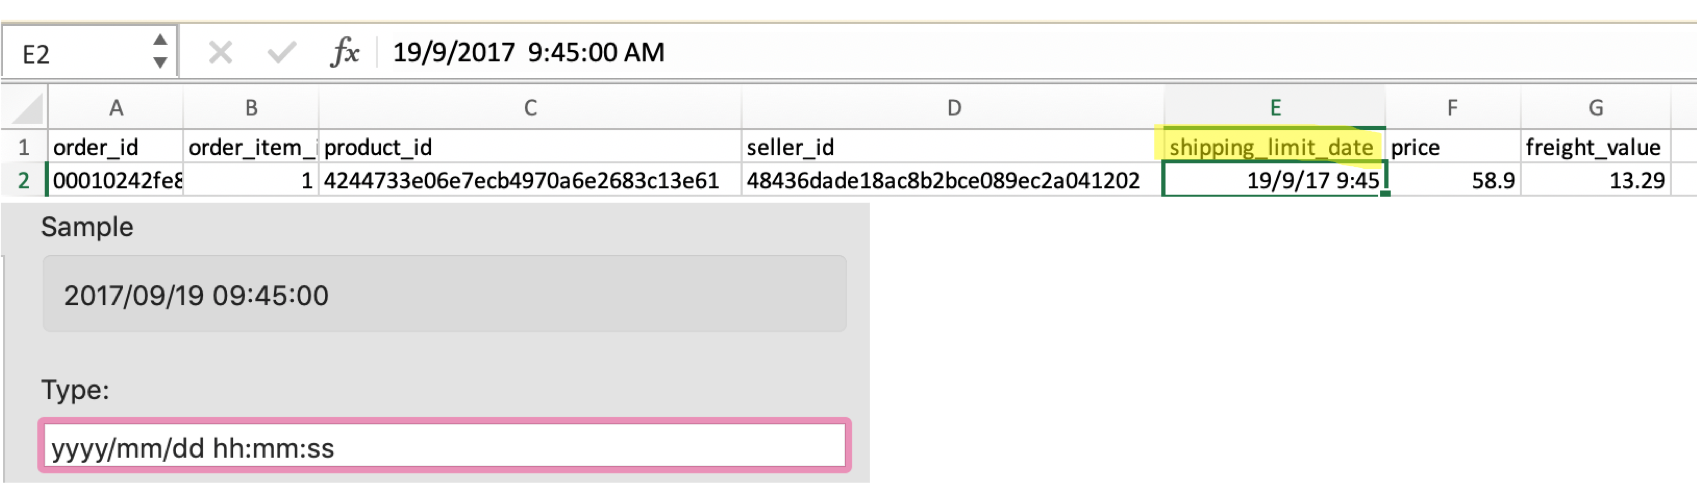 E2 fx 19/9/2017 9:45:00 AM
A B C D E F G
1 order_id order_item_ product_id seller_id shipping_limit_date price freight_value
2 00010242fe8 1 4244733e06e7ecb4970a6e2683c13e61 48436dade18ac8b2bce089ec2a041202 19/9/17 9:45 58.9 13.29
Sample
2017/09/19 09:45:00
Type:
yyyy/mm/dd hh:mm:ss